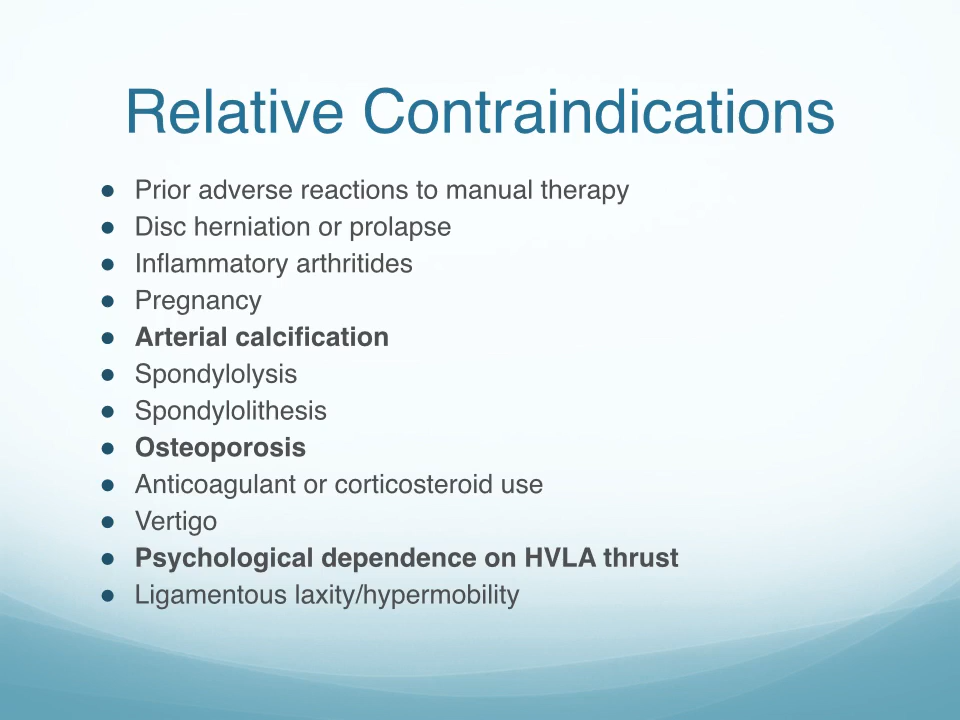 Relative Contraindications
● Prior adverse reactions to manual therapy
● Disc herniation or prolapse
● Inflammatory arthritides
● Pregnancy
● Arterial calcification
● Spondylolysis
● Spondylolithesis
● Osteoporosis
● Anticoagulant or corticosteroid use
● Vertigo
● Psychological dependence on HVLA thrust
● Ligamentous laxity/hypermobility